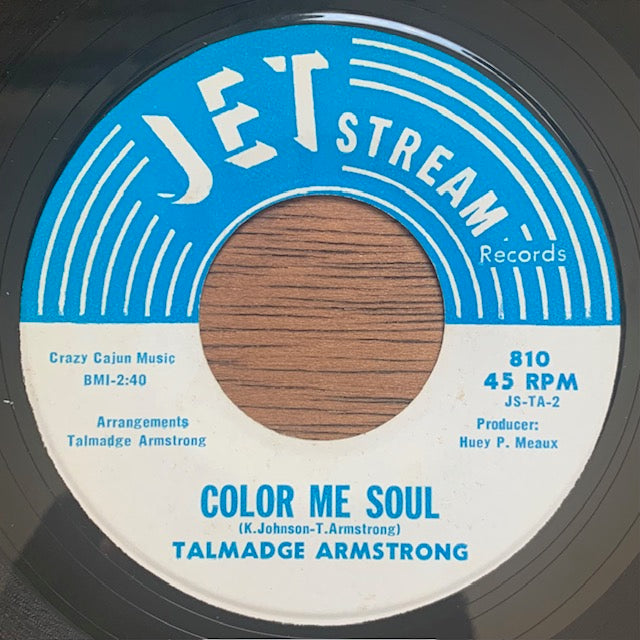 JET
STREAM
Records
Crazy Cajun Music
BMI-2:40
Arrangements
Talmadge Armstrong
810
45 RPM
JS-TA-2
Producer:
Huey P. Meaux
COLOR ME SOUL
(K.Johnson-T.Armstrong)
TALMADGE ARMSTRONG